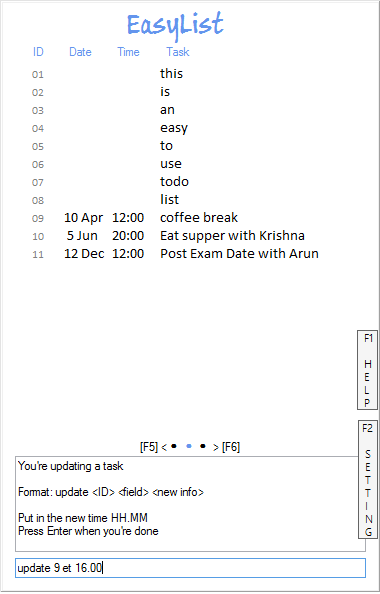 EasyList
ID Date Time Task
01 this
02 is
03 an
04 easy
05 to
06 use
07 todo
08 list
09 10 Apr 12:00 coffee break
10 5 Jun 20:00 Eat supper with Krishna
11 12 Dec 12:00 Post Exam Date with Arun
F1
HELP
[F5] < • • • > [F6]
F2
SETTING
You're updating a task
Format: update <ID> <field> <new info>
Put in the new time HH.MM
Press Enter when you're done
update 9 et 16.00